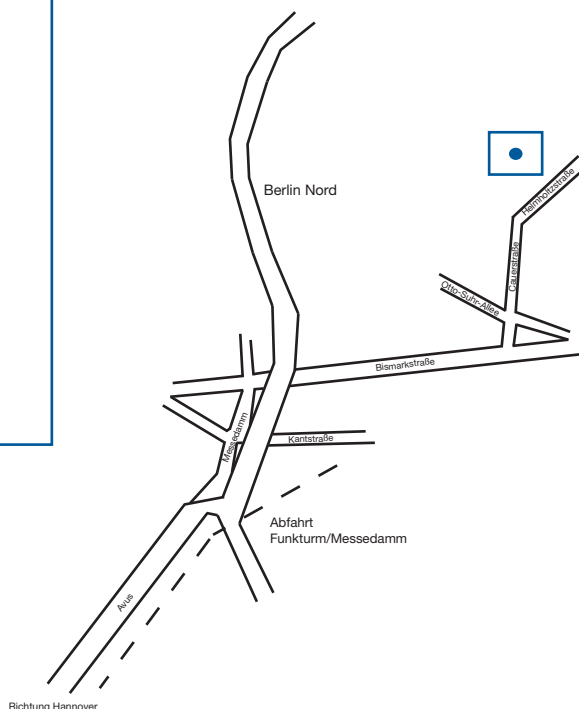 Berlin Nord
Helmholtzstraße
Cauerstraße
Otto-Suhr-Allee
Bismarkstraße
Messedamm
Kantstraße
Abfahrt
Funkturm/Messedamm
Avus
Richtung Hannover